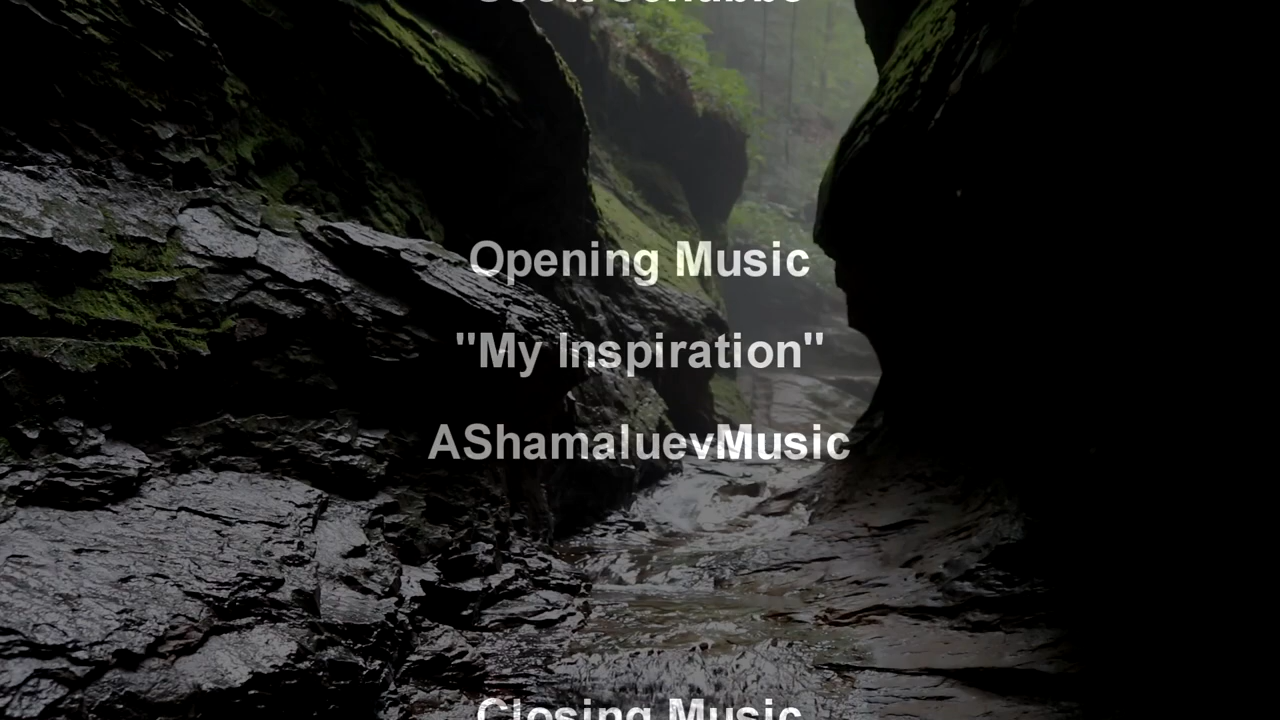 Opening Music
"My Inspiration"
AShamaluevMusic
Closing Music